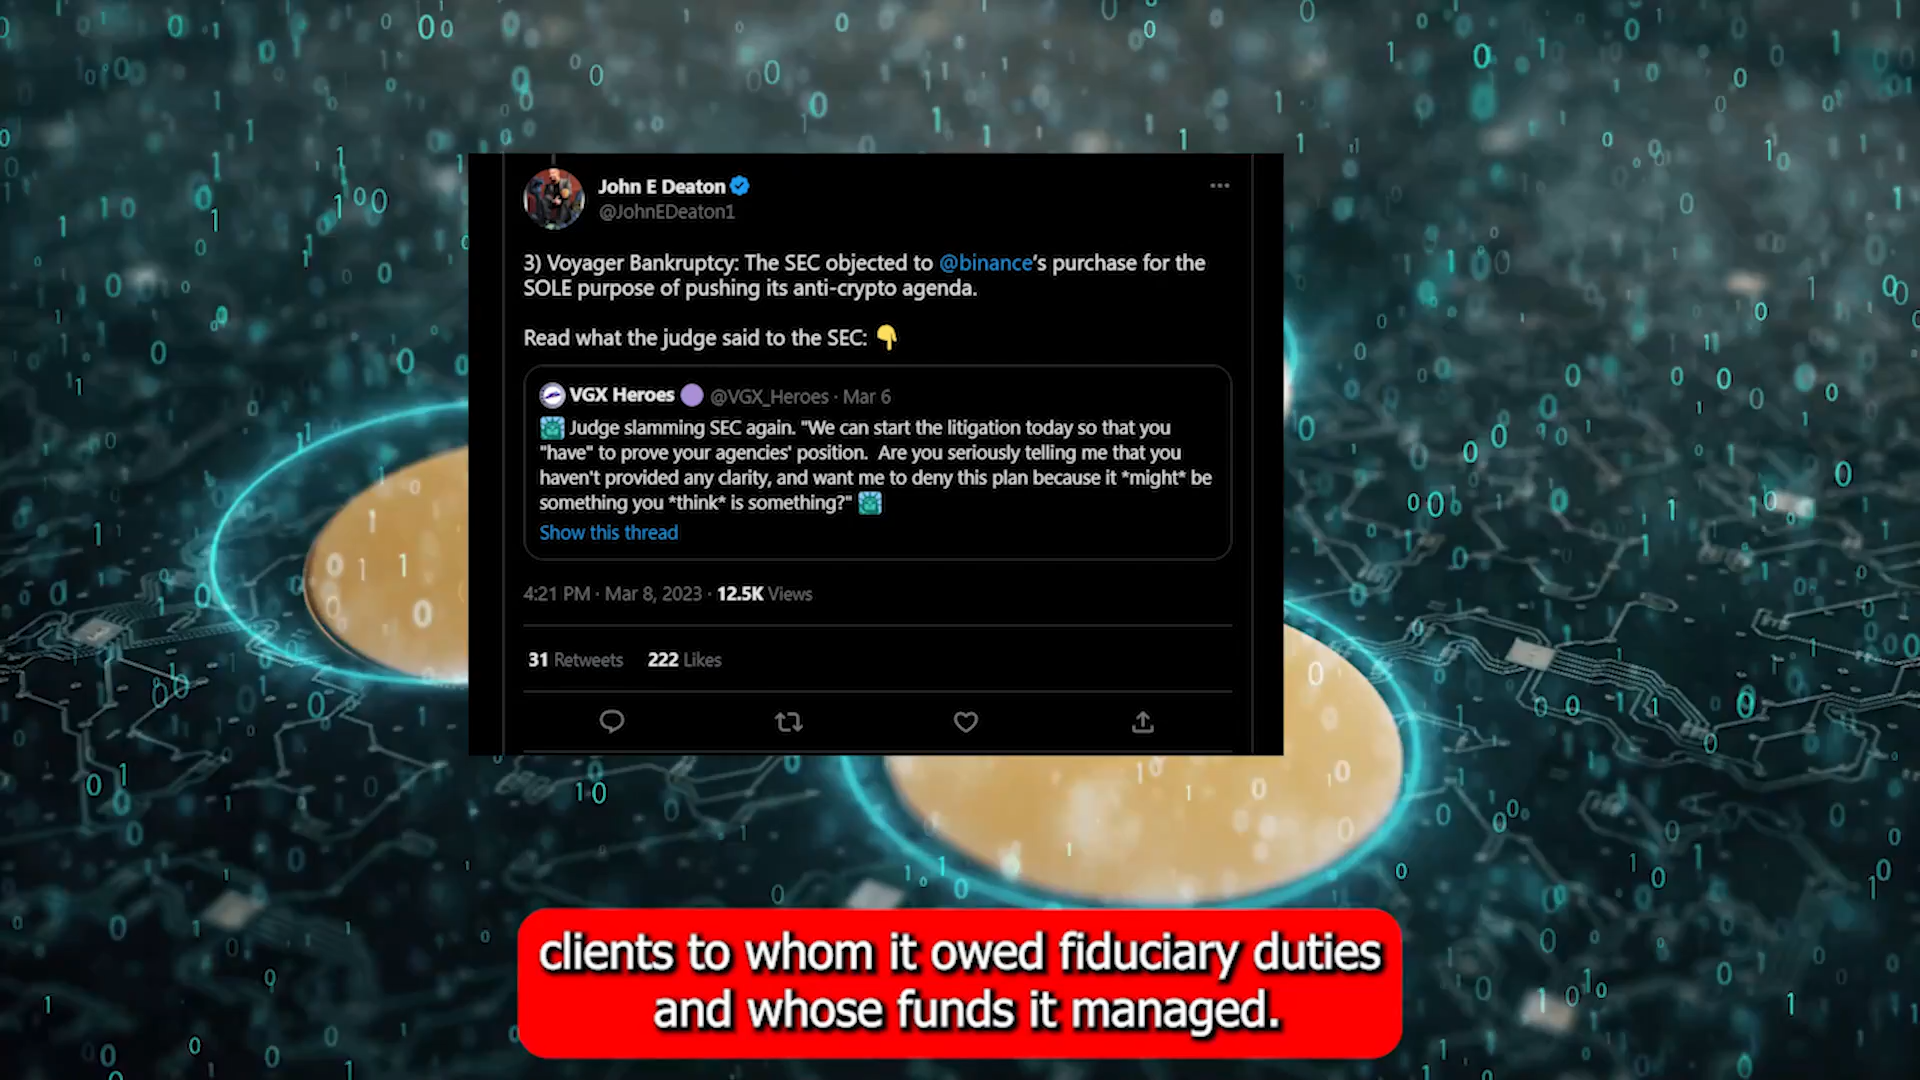 John E Deaton
@JohnEDeaton1
3) Voyager Bankruptcy: The SEC objected to @binance's purchase for the
SOLE purpose of pushing its anti-crypto agenda.
Read what the judge said to the SEC: 👇
VGX Heroes 🟣 @VGX_Heroes · Mar 6
🗽Judge slamming SEC again. "We can start the litigation today so that you
"have" to prove your agencies' position.  Are you seriously telling me that you
haven't provided any clarity, and want me to deny this plan because it *might* be
something you *think* is something?" 🗽
Show this thread
4:21 PM · Mar 8, 2023 · 12.5K Views
31 Retweets 222 Likes
clients to whom it owed fiduciary duties
and whose funds it managed.